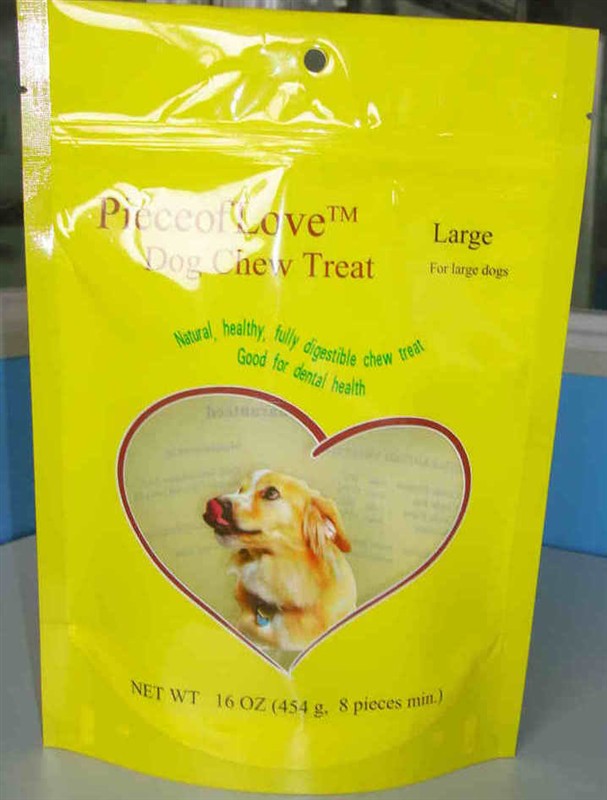 PieceofLove™
Dog Chew Treat
Large
For large dogs
Natural, healthy, fully digestible chew treat
Good for dental health
NET WT 16 OZ (454 g, 8 pieces min.)